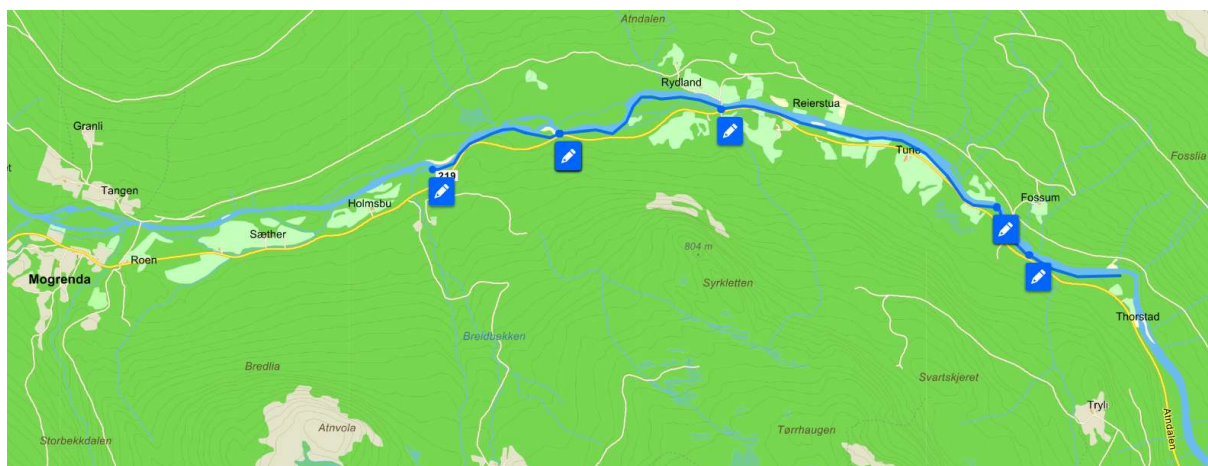 Atndalen
Rydland
Reierstua
Granli
Tune
Fosslia
219
Tangen
Holmsbu
Fossum
Sæther
804 m
Roen
Mogrenda
Syrkletten
Thorstad
Breidbakken
Bredlia
Svartskjeret
Tryli
Atnvola
Tørrhaugen
Atndalen
Storbekkdalen